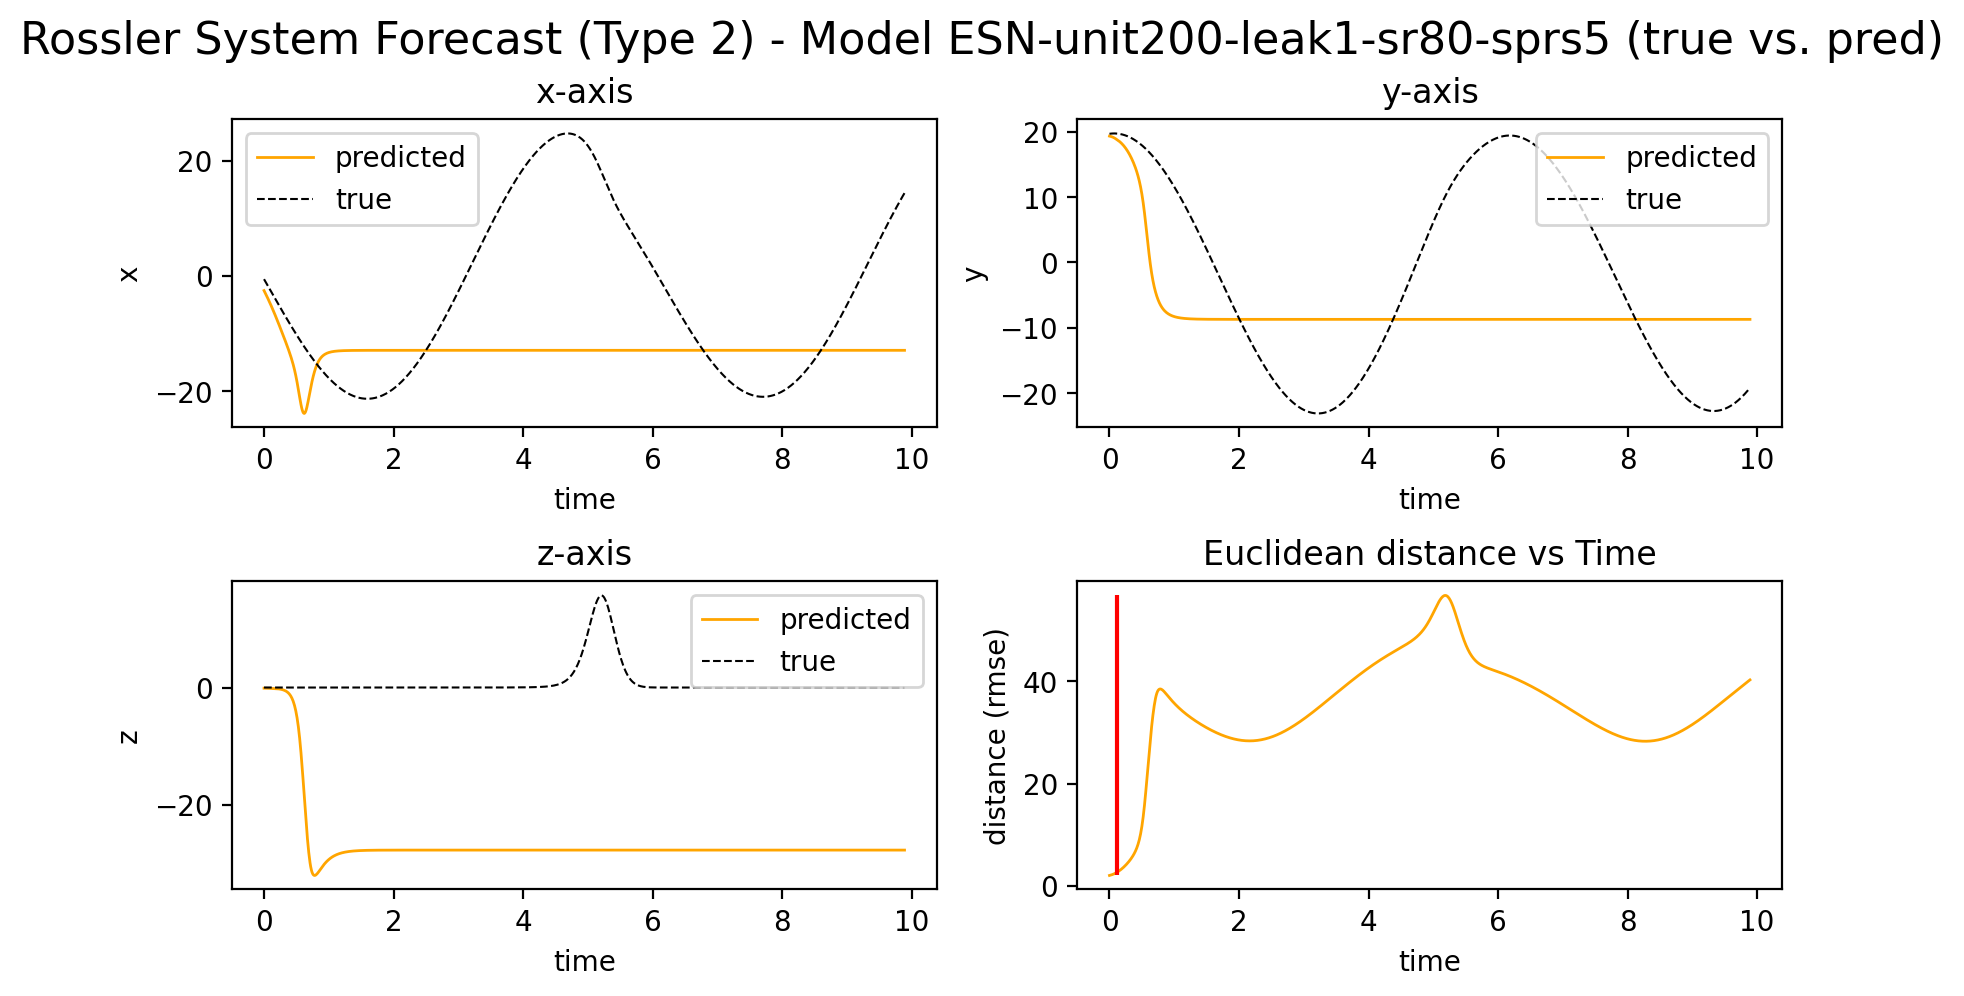 Rossler System Forecast (Type 2) - Model ESN-unit200-leak1-sr80-sprs5 (true vs. pred)
x-axis
predicted
true
x
20
0
−20
0 2 4 6 8 10
time
y-axis
predicted
true
y
20
10
0
−10
−20
0 2 4 6 8 10
time
z-axis
predicted
true
z
0
−20
0 2 4 6 8 10
time
Euclidean distance vs Time
distance (rmse)
40
20
0
0 2 4 6 8 10
time